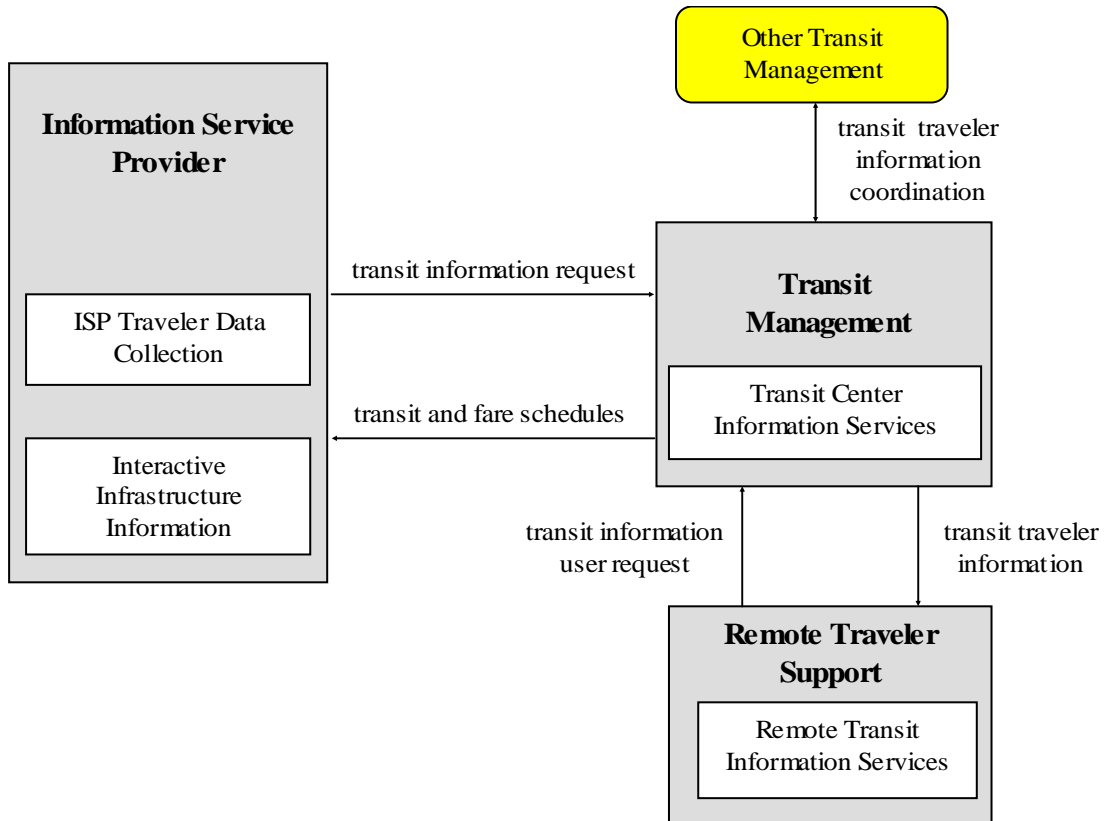 Other Transit
Management
Information Service
Provider
transit traveler
information
coordination
transit information request
Transit
Management
ISP Traveler Data
Collection
Transit Center
Information Services
transit and fare schedules
Interactive
Infrastructure
Information
transit information
user request
transit traveler
information
Remote Traveler
Support
Remote Transit
Information Services